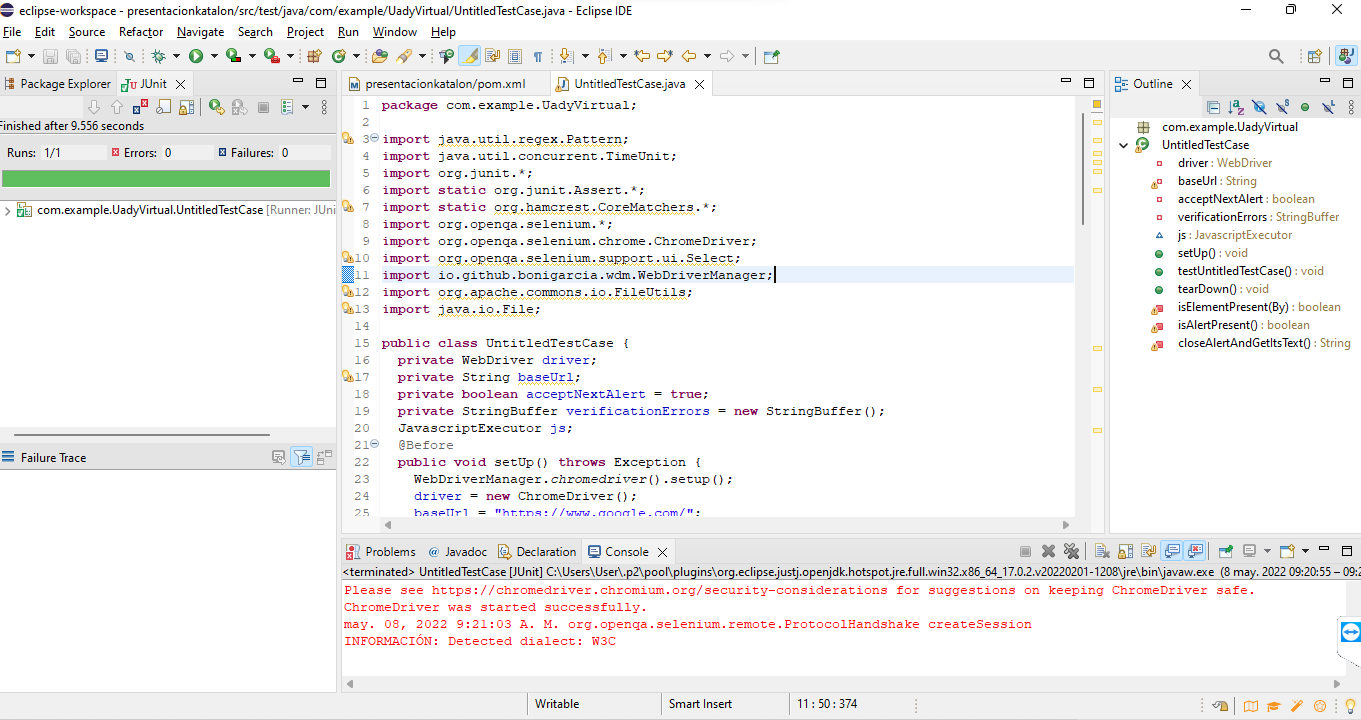 eclipse-workspace - presentacionkatalon/src/test/java/com/example/UadyVirtual/UntitledTestCase.java - Eclipse IDE
File Edit Source Refactor Navigate Search Project Run Window Help
Package Explorer JUnit
Finished after 9.556 seconds
Runs: 1/1 Errors: 0 Failures: 0
com.example.UadyVirtual.UntitledTestCase [Runner: JUni
Failure Trace
presentacionkatalon/pom.xml UntitledTestCase.java
1 package com.example.UadyVirtual;
2
3 import java.util.regex.Pattern;
4 import java.util.concurrent.TimeUnit;
5 import org.junit.*;
6 import static org.junit.Assert.*;
7 import static org.hamcrest.CoreMatchers.*;
8 import org.openqa.selenium.*;
9 import org.openqa.selenium.chrome.ChromeDriver;
10 import org.openqa.selenium.support.ui.Select;
11 import io.github.bonigarcia.wdm.WebDriverManager;
12 import org.apache.commons.io.FileUtils;
13 import java.io.File;
14
15 public class UntitledTestCase {
16 private WebDriver driver;
17 private String baseUrl;
18 private boolean acceptNextAlert = true;
19 private StringBuffer verificationErrors = new StringBuffer();
20 JavascriptExecutor js;
21 @Before
22 public void setUp() throws Exception {
23 WebDriverManager.chromedriver().setup();
24 driver = new ChromeDriver();
25 baseUrl = "https://www.google.com/";
Outline
com.example.UadyVirtual
UntitledTestCase
driver : WebDriver
baseUrl : String
acceptNextAlert : boolean
verificationErrors : StringBuffer
js : JavascriptExecutor
setUp() : void
testUntitledTestCase() : void
tearDown() : void
isElementPresent(By) : boolean
isAlertPresent() : boolean
closeAlertAndGetItsText() : String
Problems @ Javadoc Declaration Console
<terminated> UntitledTestCase [JUnit] C:\Users\User\.p2\pool\plugins\org.eclipse.justj.openjdk.hotspot.jre.full.win32.x86_64_17.0.2.v20220201-1208\jre\bin\javaw.exe (8 may. 2022 09:20:55 – 09:2
Please see https://chromedriver.chromium.org/security-considerations for suggestions on keeping ChromeDriver safe.
ChromeDriver was started successfully.
may. 08, 2022 9:21:03 A. M. org.openqa.selenium.remote.ProtocolHandshake createSession
INFORMACIÓN: Detected dialect: W3C
Writable Smart Insert 11 : 50 : 374